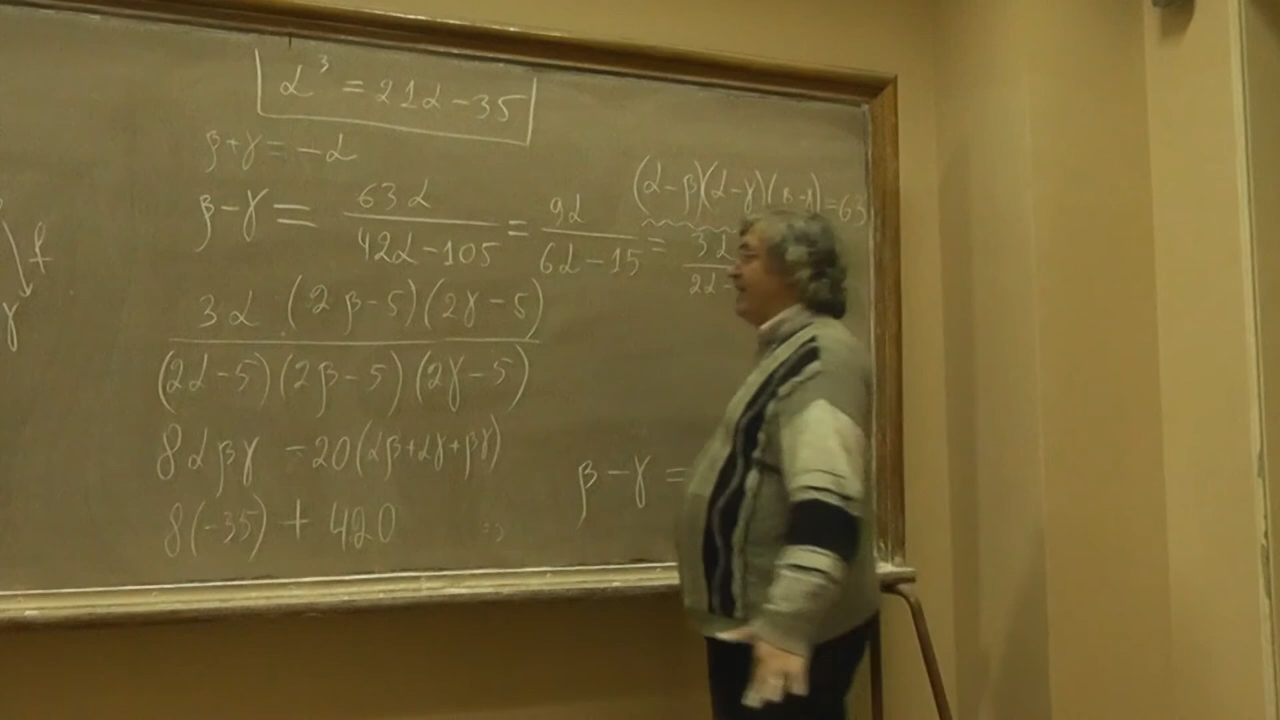 α³ = 21α − 35
β + γ = −α
(α−β)(α−γ)(β−γ) = 63
β − γ = 63α / (42α − 105) = 9α / (6α − 15) = 3α / 2α −
3α (2β − 5)(2γ − 5)
(2α − 5)(2β − 5)(2γ − 5)
8αβγ − 20(αβ + αγ + βγ)
β − γ =
8(−35) + 420
γ